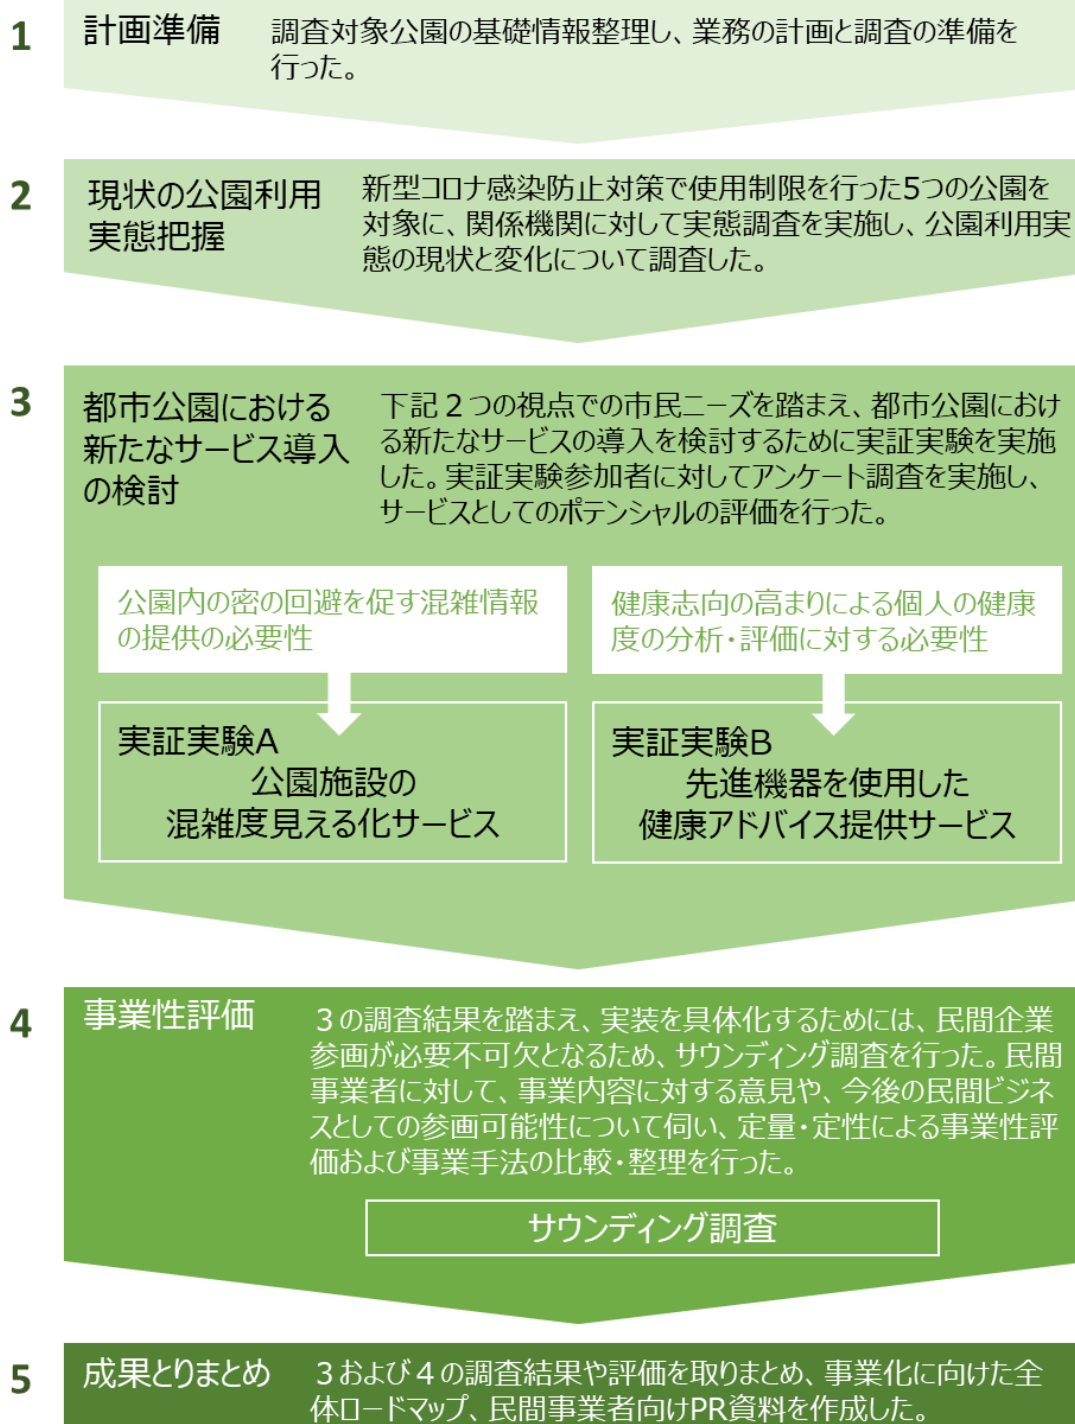 1
計画準備
調査対象公園の基礎情報整理し、業務の計画と調査の準備を
行った。
2
現状の公園利用
実態把握
新型コロナ感染防止対策で使用制限を行った5つの公園を
対象に、関係機関に対して実態調査を実施し、公園利用実
態の現状と変化について調査した。
3
都市公園における
新たなサービス導入
の検討
下記２つの視点での市民ニーズを踏まえ、都市公園におけ
る新たなサービスの導入を検討するために実証実験を実施
した。実証実験参加者に対してアンケート調査を実施し、
サービスとしてのポテンシャルの評価を行った。
公園内の密の回避を促す混雑情報
の提供の必要性
健康志向の高まりによる個人の健康
度の分析・評価に対する必要性
実証実験A
公園施設の
混雑度見える化サービス
実証実験B
先進機器を使用した
健康アドバイス提供サービス
4
事業性評価
３の調査結果を踏まえ、実装を具体化するためには、民間企業
参画が必要不可欠となるため、サウンディング調査を行った。民間
事業者に対して、事業内容に対する意見や、今後の民間ビジネ
スとしての参画可能性について伺い、定量・定性による事業性評
価および事業手法の比較・整理を行った。
サウンディング調査
5
成果とりまとめ
３および４の調査結果や評価を取りまとめ、事業化に向けた全
体ロードマップ、民間事業者向けPR資料を作成した。